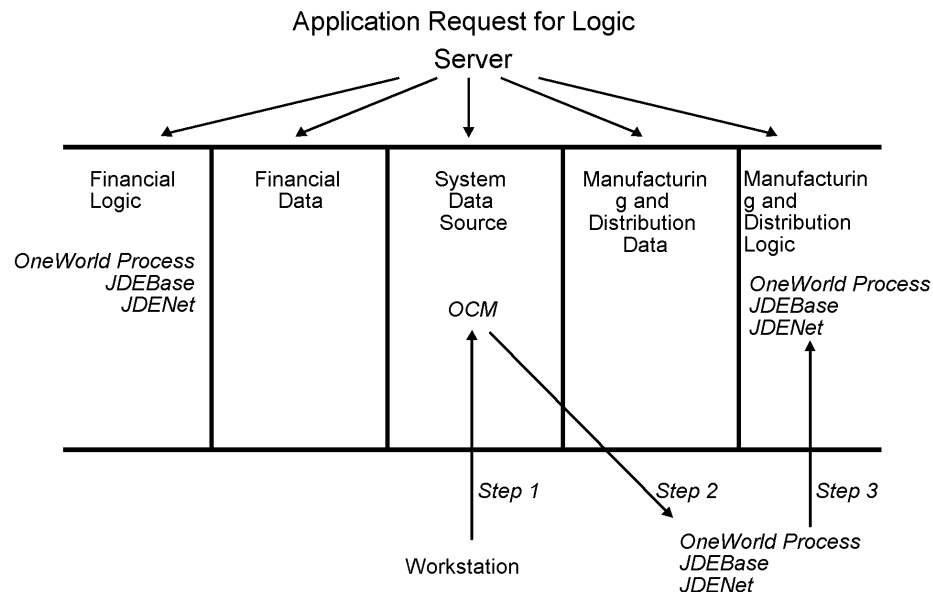 Application Request for Logic
Server
Financial
Logic
OneWorld Process
JDEBase
JDENet
Financial
Data
System
Data
Source
OCM
Manufacturin
g and
Distribution
Data
Manufacturin
g and
Distribution
Logic
OneWorld Process
JDEBase
JDENet
Step 1
Step 2
Step 3
Workstation
OneWorld Process
JDEBase
JDENet